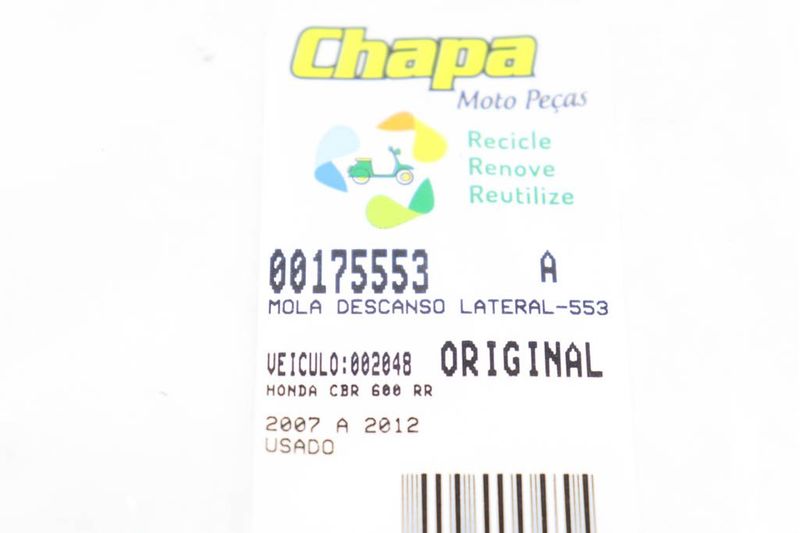 Chapa
Moto Peças
Recicle
Renove
Reutilize
00175553 A
MOLA DESCANSO LATERAL-553
VEICULO:002048 ORIGINAL
HONDA CBR 600 RR
2007 A 2012
USADO